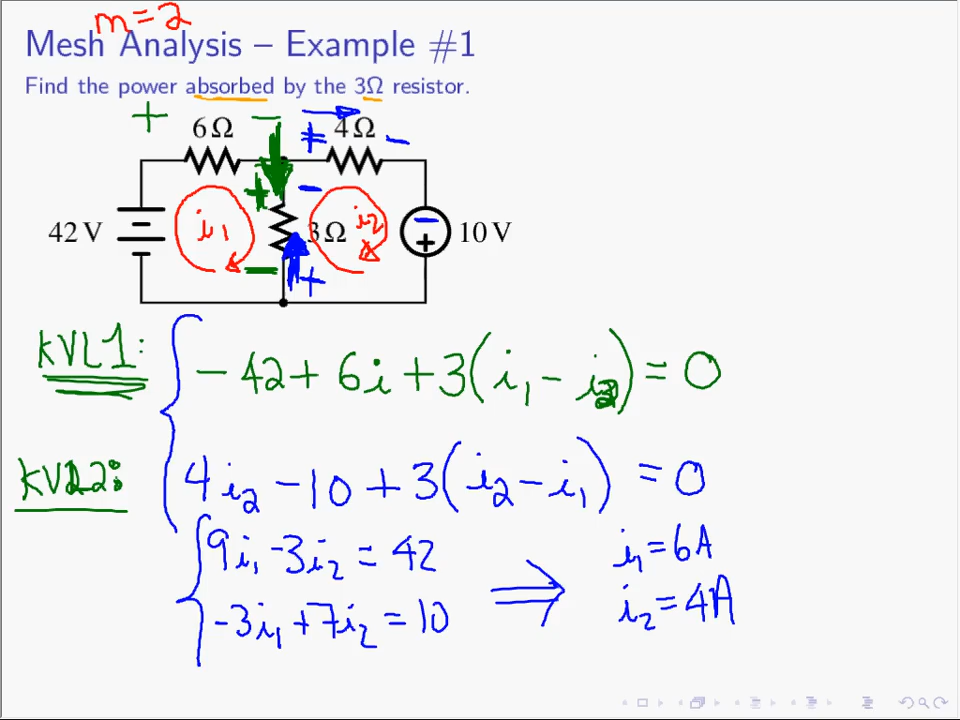 m=2
Mesh Analysis – Example #1
Find the power absorbed by the 3Ω resistor.
+ 6Ω − + 4Ω −
+ −
42 V i₁ 3Ω i₂ − + 10 V
− +
KVL1: −42+6i+3(i₁−i₂)=0
KVL2: 4i₂−10+3(i₂−i₁)=0
9i₁−3i₂=42
−3i₁+7i₂=10
⇒
i₁=6A
i₂=4A